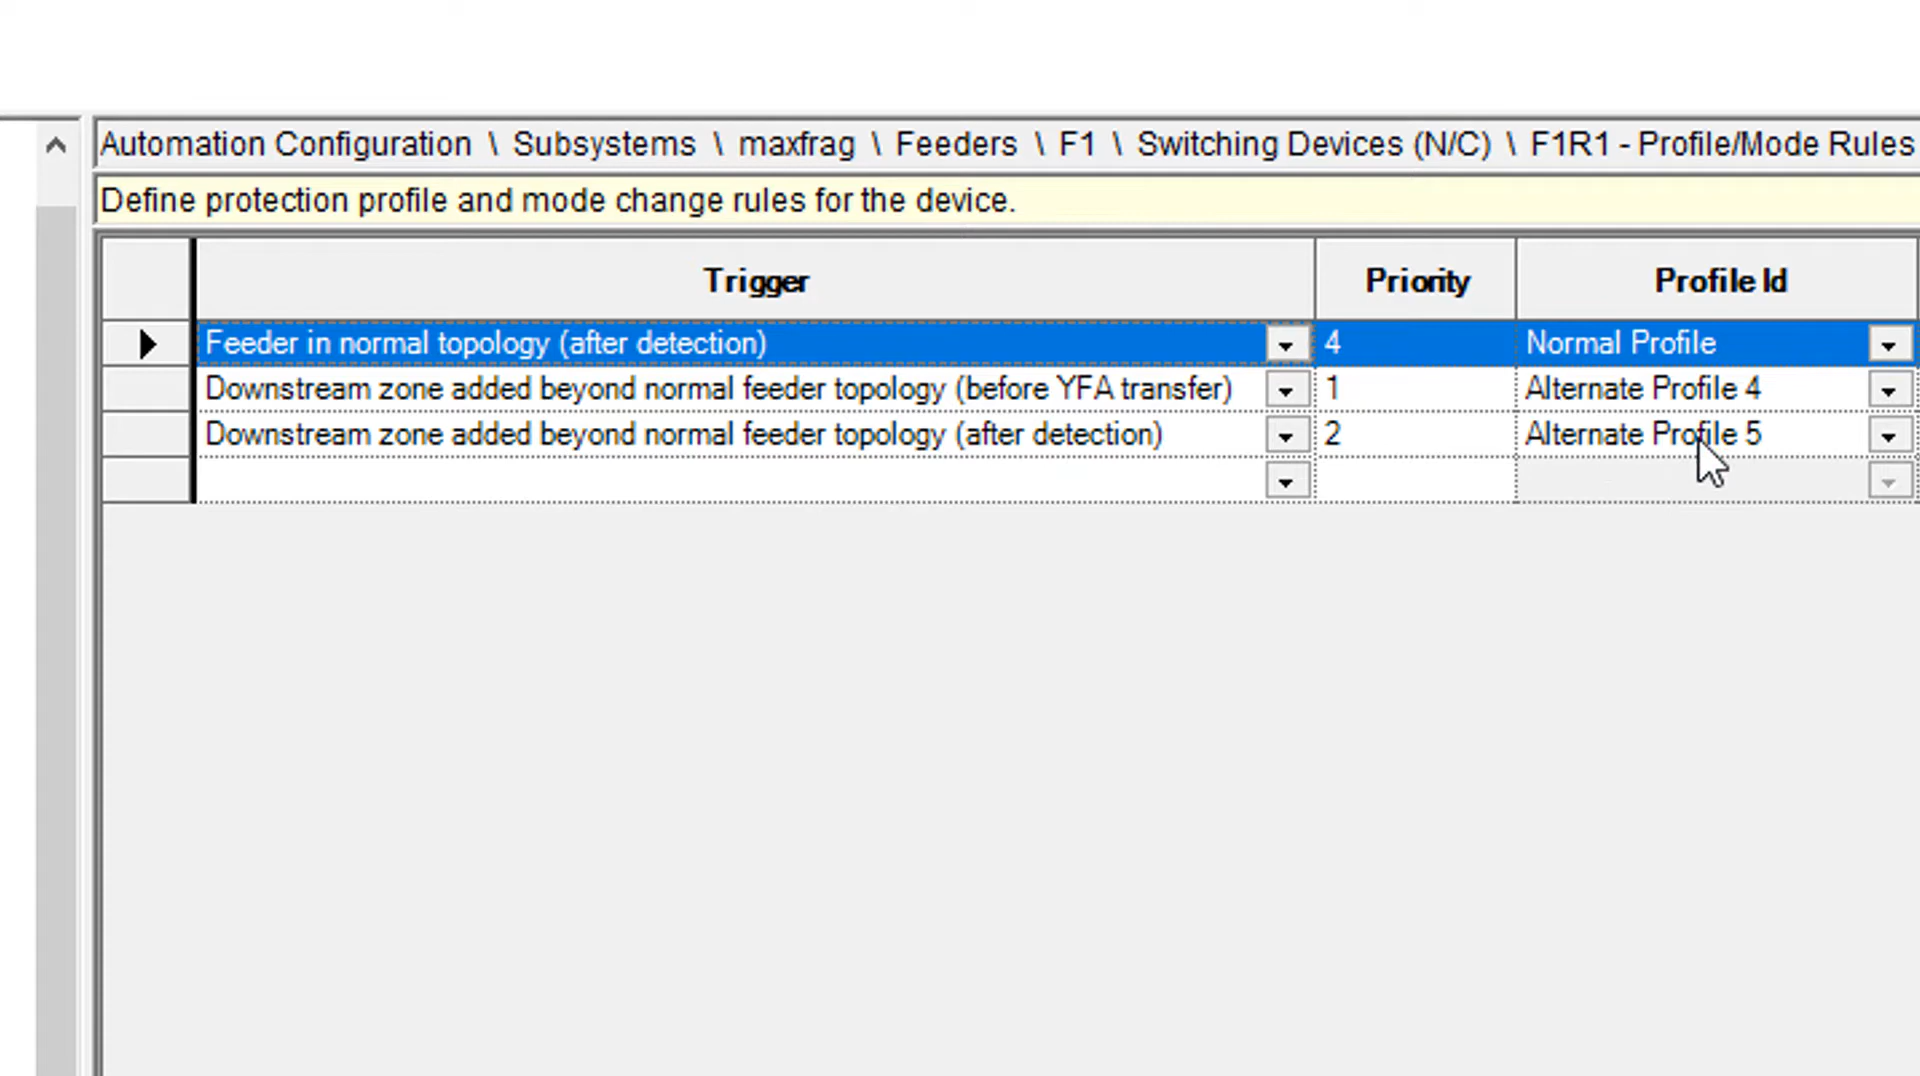 Automation Configuration \ Subsystems \ maxfrag \ Feeders \ F1 \ Switching Devices (N/C) \ F1R1 - Profile/Mode Rules
Define protection profile and mode change rules for the device.
Trigger Priority Profile Id
Feeder in normal topology (after detection) 4 Normal Profile
Downstream zone added beyond normal feeder topology (before YFA transfer) 1 Alternate Profile 4
Downstream zone added beyond normal feeder topology (after detection) 2 Alternate Profile 5